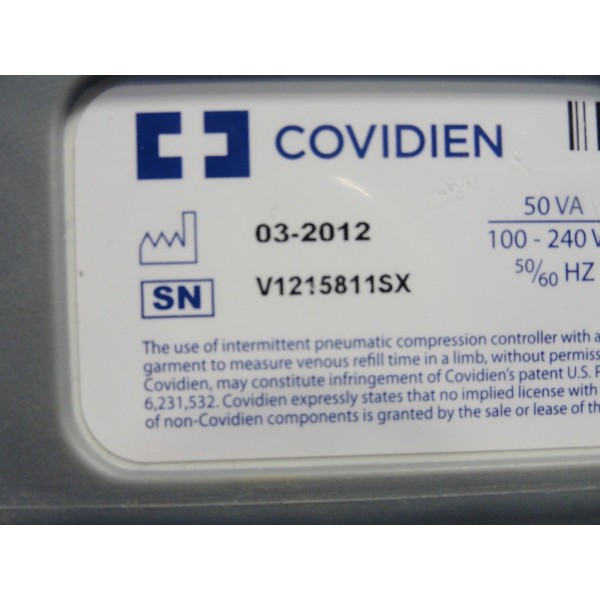 COVIDIEN
03-2012
SN V1215811SX
50 VA
100 - 240 V
50/60 HZ
The use of intermittent pneumatic compression controller with a
garment to measure venous refill time in a limb, without permiss
Covidien, may constitute infringement of Covidien's patent U.S. P
6,231,532. Covidien expressly states that no implied license with
of non-Covidien components is granted by the sale or lease of th